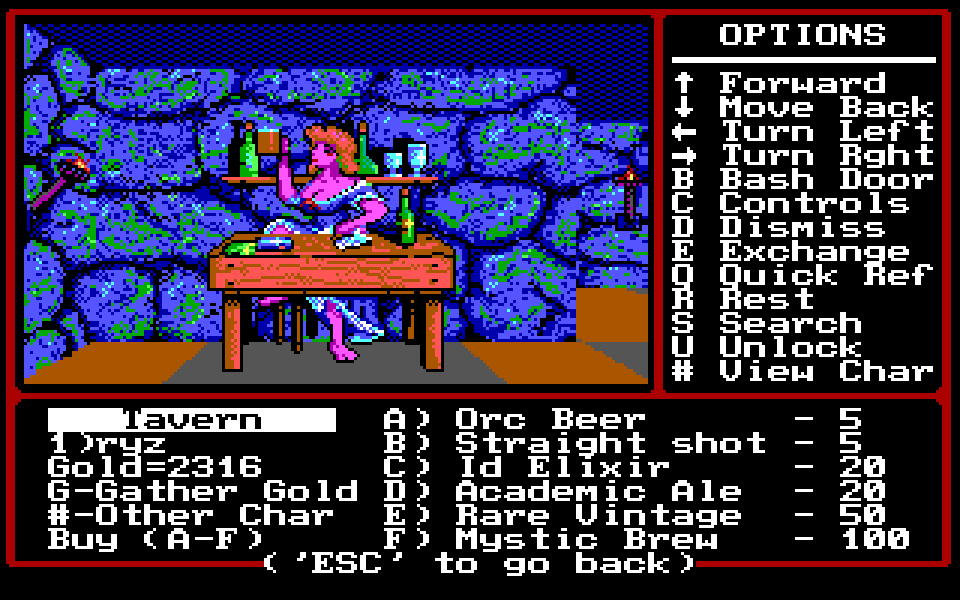 OPTIONS
↑ Forward
↓ Move Back
← Turn Left
→ Turn Rght
B Bash Door
C Controls
D Dismiss
E Exchange
Q Quick Ref
R Rest
S Search
U Unlock
# View Char
Tavern
1)ryz
Gold=2316
G-Gather Gold
#-Other Char
Buy (A-F)
A) Orc Beer - 5
B) Straight shot - 5
C) Id Elixir - 20
D) Academic Ale - 20
E) Rare Vintage - 50
F) Mystic Brew - 100
('ESC' to go back)